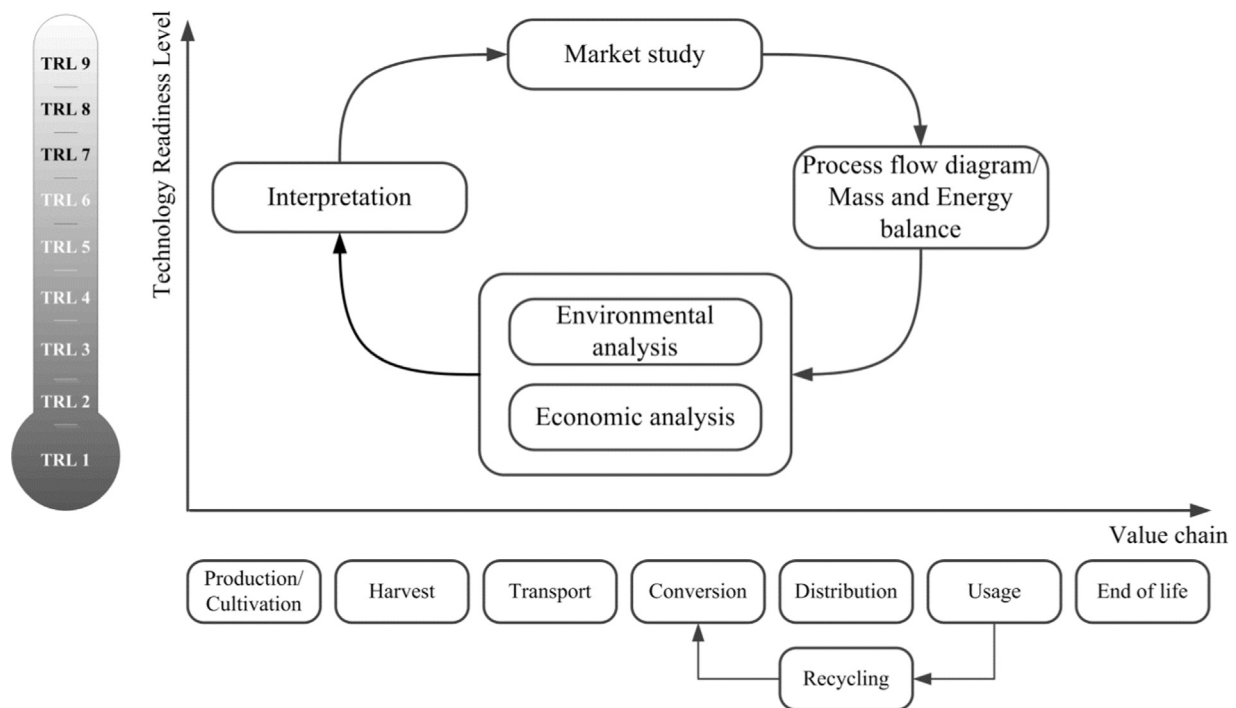 TRL 9
TRL 8
TRL 7
TRL 6
TRL 5
TRL 4
TRL 3
TRL 2
TRL 1
Technology Readiness Level
Market study
Interpretation
Process flow diagram/
Mass and Energy
balance
Environmental
analysis
Economic analysis
Value chain
Production/
Cultivation
Harvest
Transport
Conversion
Distribution
Usage
End of life
Recycling